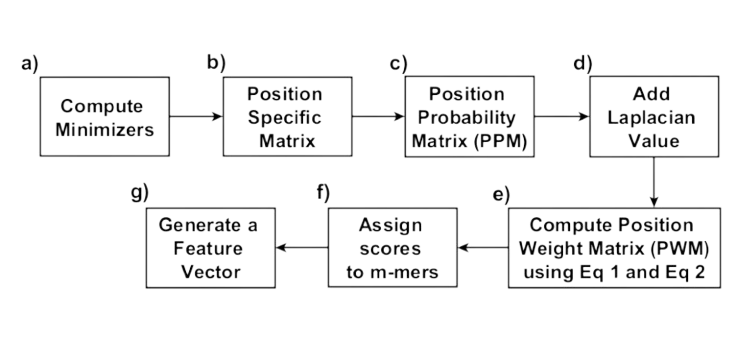 a)
Compute
Minimizers
b)
Position
Specific
Matrix
c)
Position
Probability
Matrix (PPM)
d)
Add
Laplacian
Value
e)
Compute Position
Weight Matrix (PWM)
using Eq 1 and Eq 2
f)
Assign
scores
to m-mers
g)
Generate a
Feature
Vector